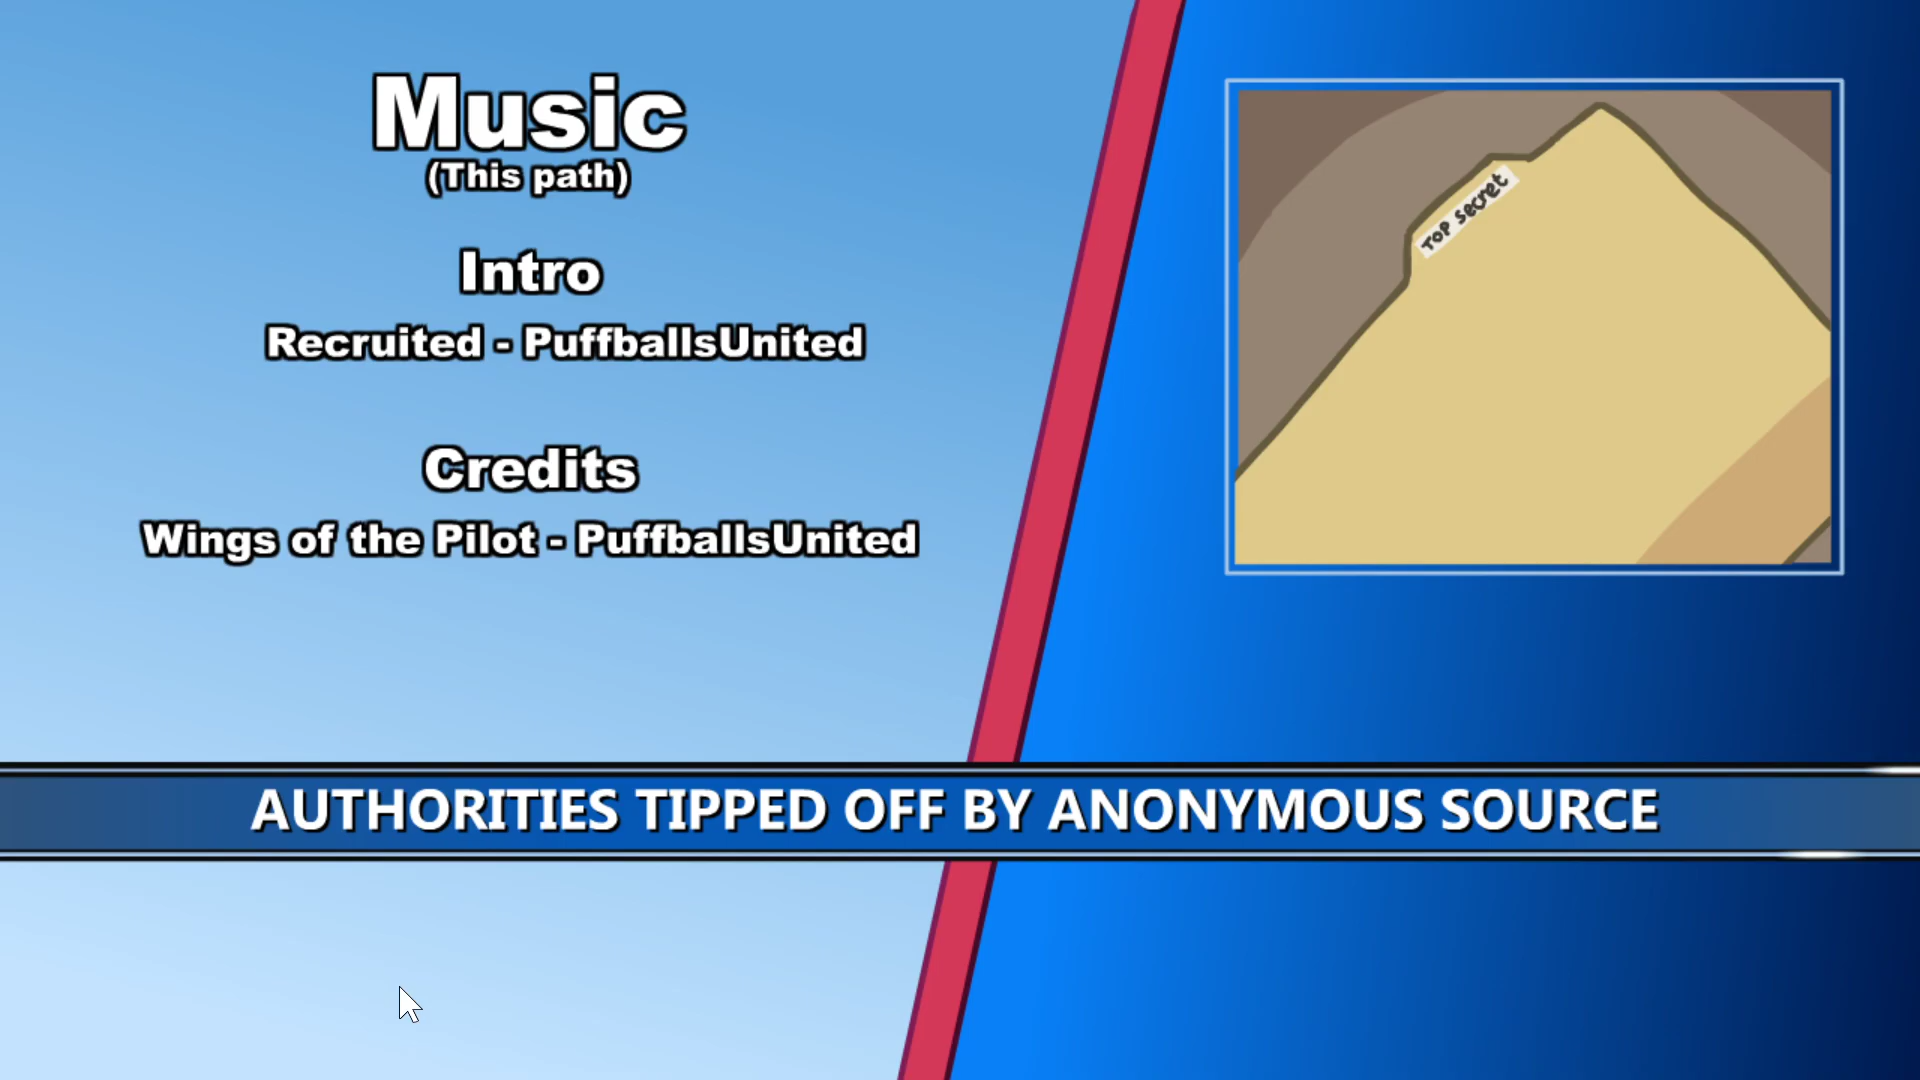 Music
(This path)
Intro
Recruited - PuffballsUnited
Credits
Wings of the Pilot - PuffballsUnited
TOP secret
AUTHORITIES TIPPED OFF BY ANONYMOUS SOURCE